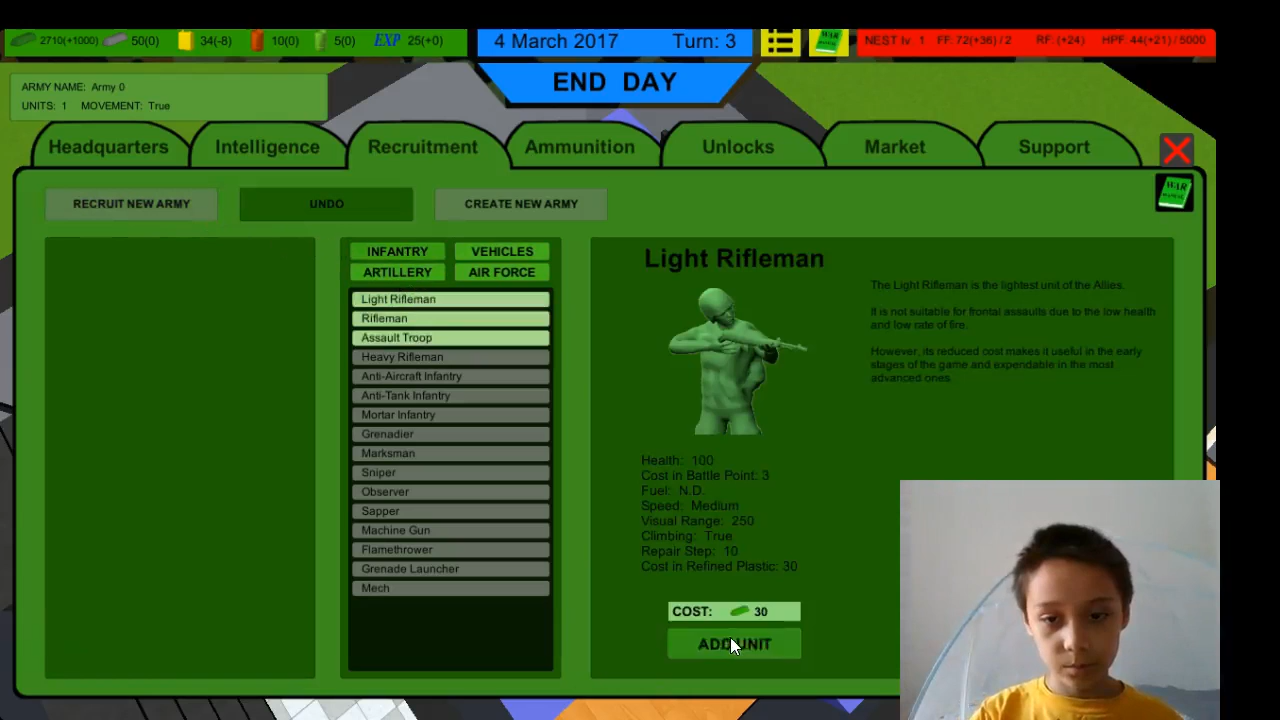 2710(+1000) 50(0) 34(-8) 10(0) 5(0) EXP 25(+0)
4 March 2017 Turn: 3
NEST lv 1 FF: 72(+36) / 2 RF: (+24) HPF: 44(+21) / 5000
END DAY
ARMY NAME: Army 0
UNITS: 1 MOVEMENT: True
Headquarters Intelligence Recruitment Ammunition Unlocks Market Support
RECRUIT NEW ARMY UNDO CREATE NEW ARMY
WAR
INFANTRY VEHICLES
ARTILLERY AIR FORCE
Light Rifleman
Rifleman
Assault Troop
Heavy Rifleman
Anti-Aircraft Infantry
Anti-Tank Infantry
Mortar Infantry
Grenadier
Marksman
Sniper
Observer
Sapper
Machine Gun
Flamethrower
Grenade Launcher
Mech
Light Rifleman
The Light Rifleman is the lightest unit of the Allies.
It is not suitable for frontal assaults due to the low health
and low rate of fire.
However, its reduced cost makes it useful in the early
stages of the game and expendable in the most
advanced ones.
Health: 100
Cost in Battle Point: 3
Fuel: N.D.
Speed: Medium
Visual Range: 250
Climbing: True
Repair Step: 10
Cost in Refined Plastic: 30
COST: 30
ADD UNIT